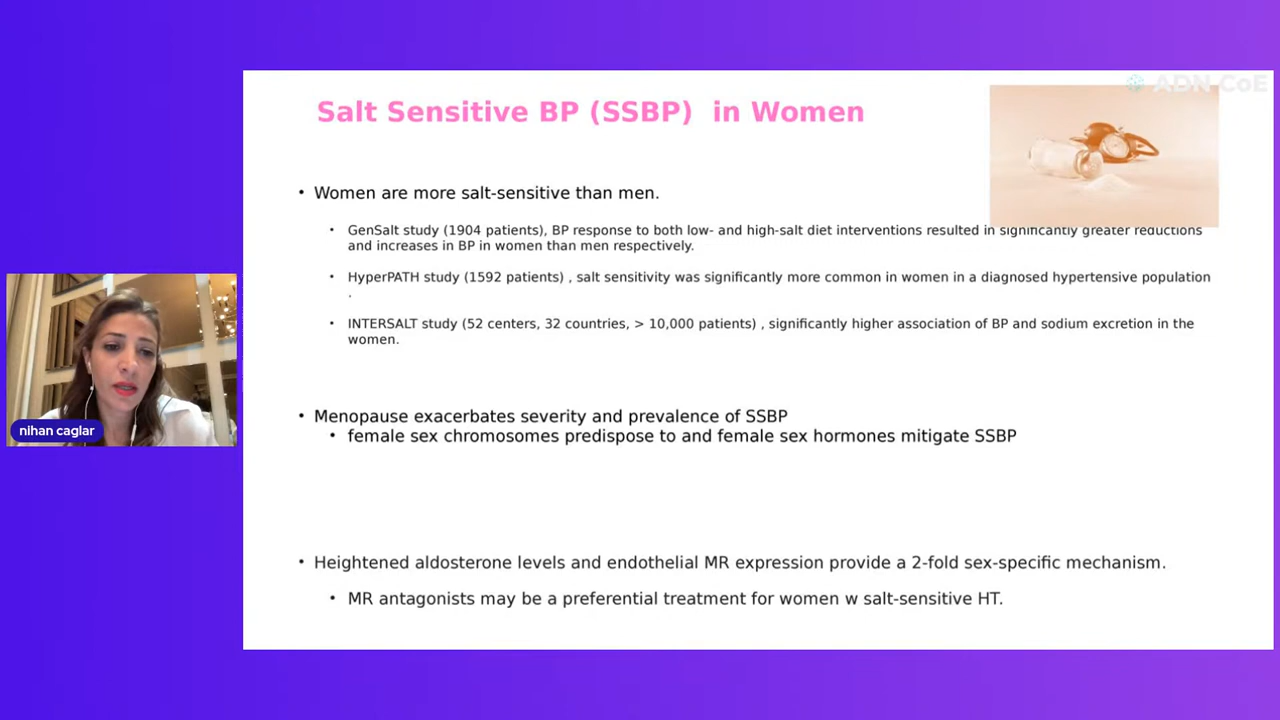 ADN CoE
Salt Sensitive BP (SSBP)  in Women
• Women are more salt-sensitive than men.
• GenSalt study (1904 patients), BP response to both low- and high-salt diet interventions resulted in significantly greater reductions
and increases in BP in women than men respectively.
• HyperPATH study (1592 patients) , salt sensitivity was significantly more common in women in a diagnosed hypertensive population
.
• INTERSALT study (52 centers, 32 countries, > 10,000 patients) , significantly higher association of BP and sodium excretion in the
women.
• Menopause exacerbates severity and prevalence of SSBP
• female sex chromosomes predispose to and female sex hormones mitigate SSBP
• Heightened aldosterone levels and endothelial MR expression provide a 2-fold sex-specific mechanism.
• MR antagonists may be a preferential treatment for women w salt-sensitive HT.
nihan caglar